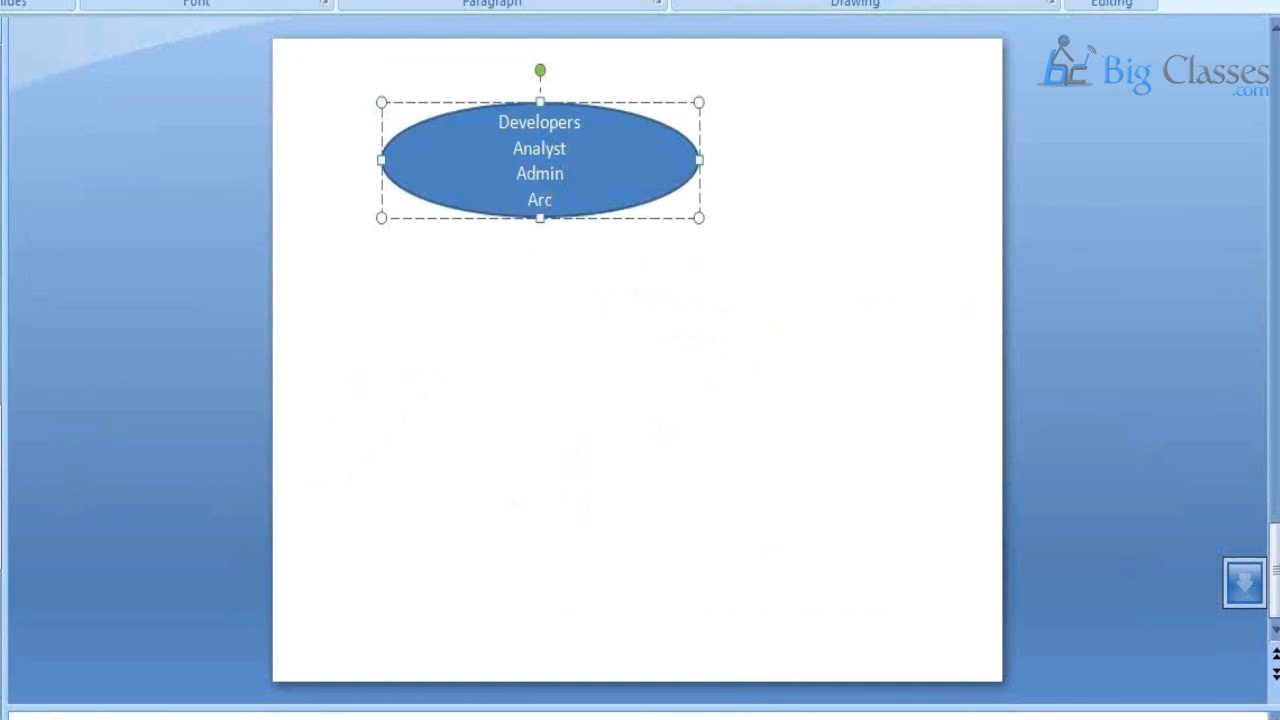 Font
Paragraph
Drawing
Editing
Big Classes
.com
Developers
Analyst
Admin
Arc